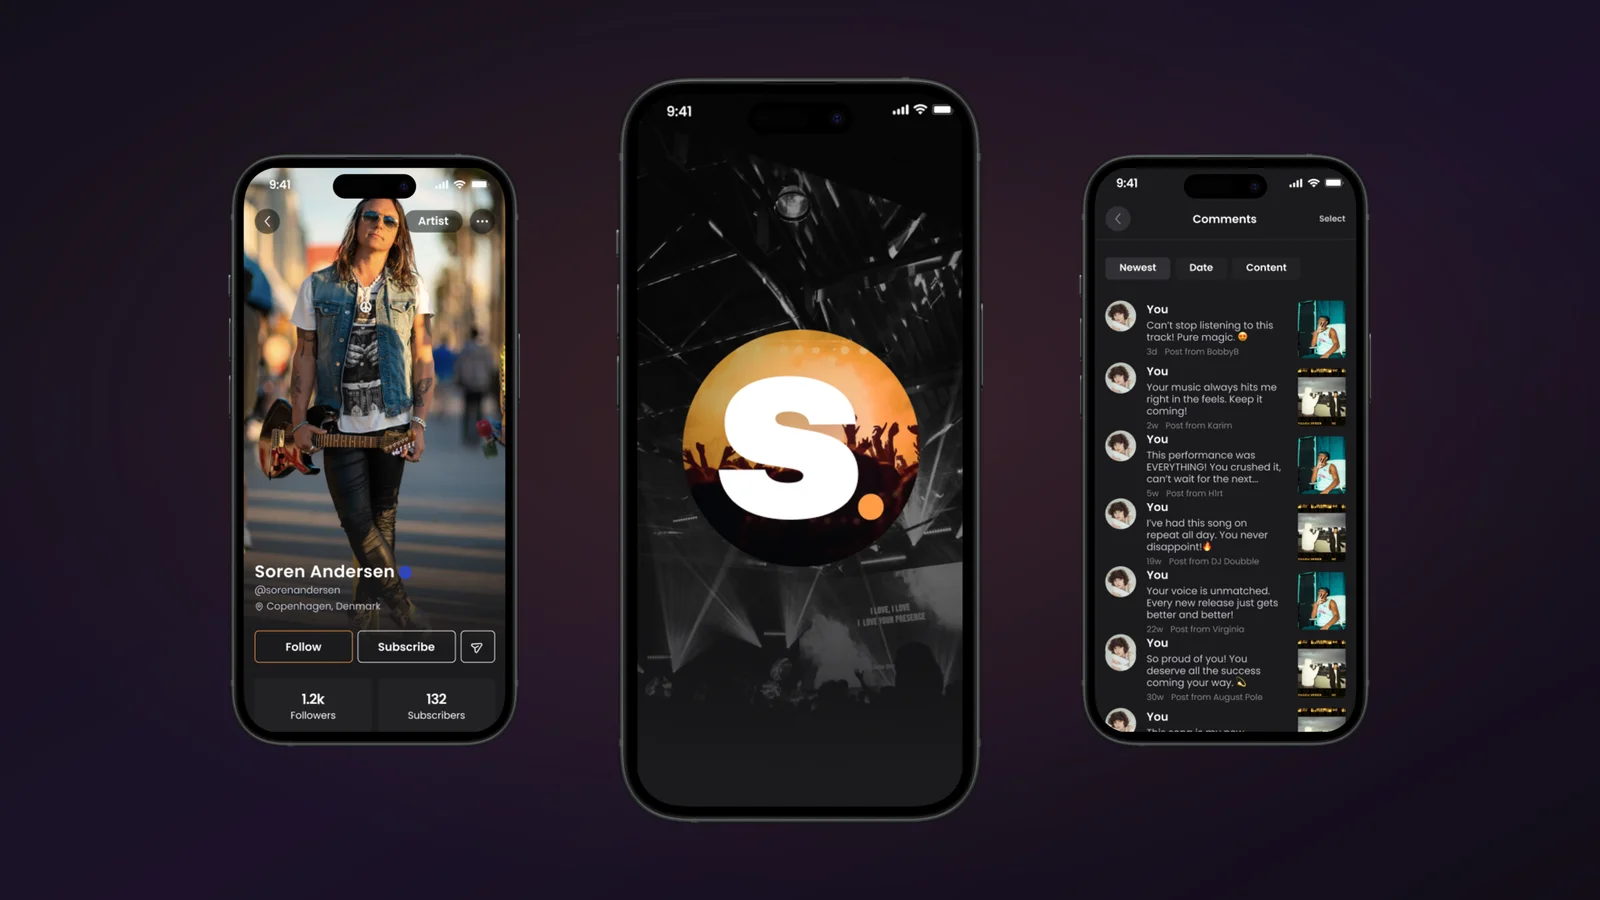 9:41
Artist
Soren Andersen
@sorenandersen
Copenhagen, Denmark
Follow
Subscribe
1.2k
Followers
132
Subscribers
9:41
S.
I LOVE, I LOVE
I LOVE YOUR PRESENCE
9:41
Comments
Select
Newest
Date
Content
You
Can't stop listening to this
track! Pure magic. 😍
3d Post from BobbyB
You
Your music always hits me
right in the feels. Keep it
coming!
2w Post from Karim
You
This performance was
EVERYTHING! You crushed it,
can't wait for the next...
5w Post from H1rt
You
I've had this song on
repeat all day. You never
disappoint!🔥
19w Post from DJ Doubble
You
Your voice is unmatched.
Every new release just gets
better and better!
22w Post from Virginia
You
So proud of you! You
deserve all the success
coming your way. 💫
30w Post from August Pole
You
This song is my new